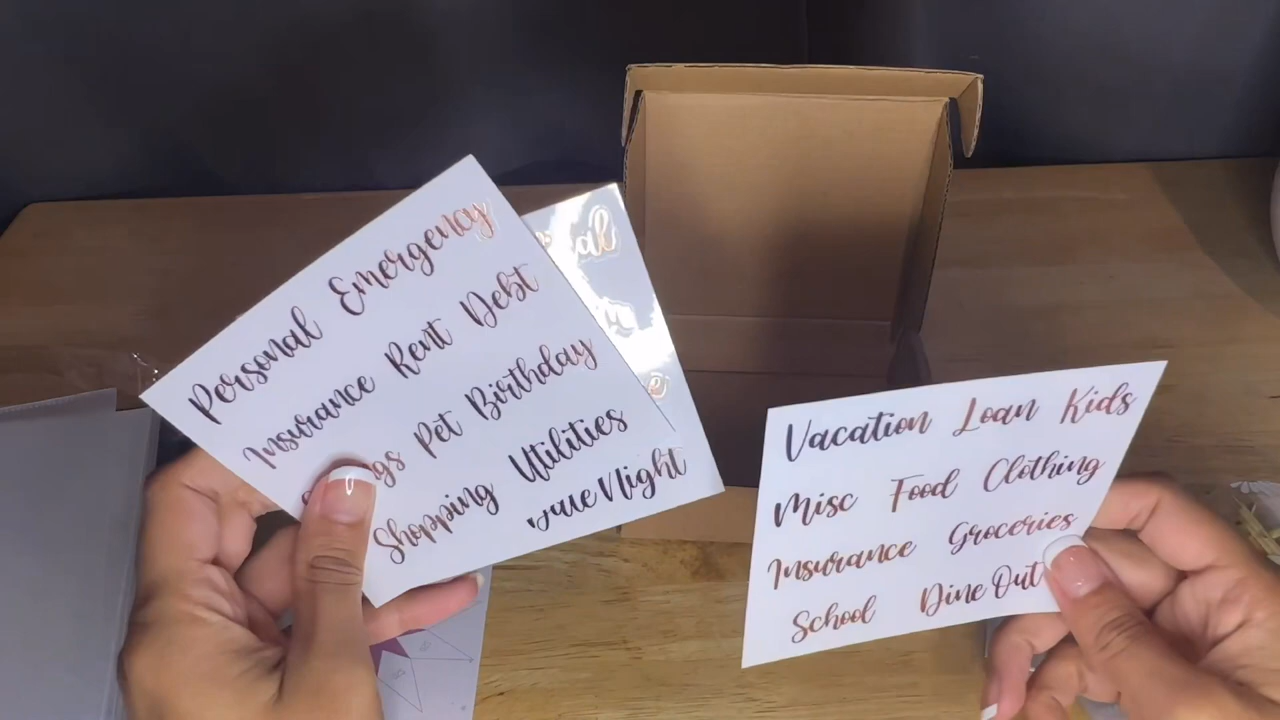 Personal Emergency
Insurance Rent Debt
Pet Birthday
Shopping Utilities
Night
Vacation Loan Kids
Misc Food Clothing
Insurance Groceries
School Dine Out